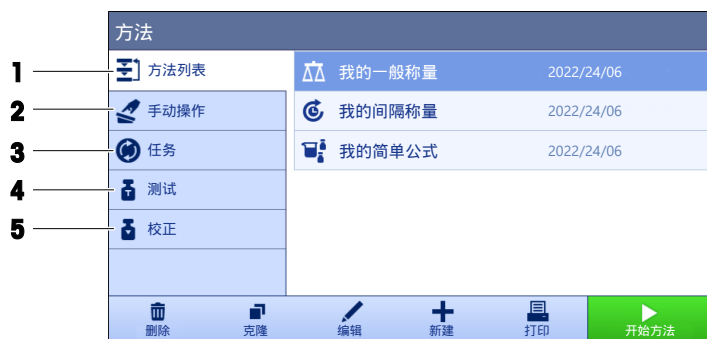 方法
1 方法列表
我的一般称量 2022/24/06
2 手动操作
我的间隔称量 2022/24/06
3 任务
我的简单公式 2022/24/06
4 测试
5 校正
删除 克隆 编辑 新建 打印 开始方法